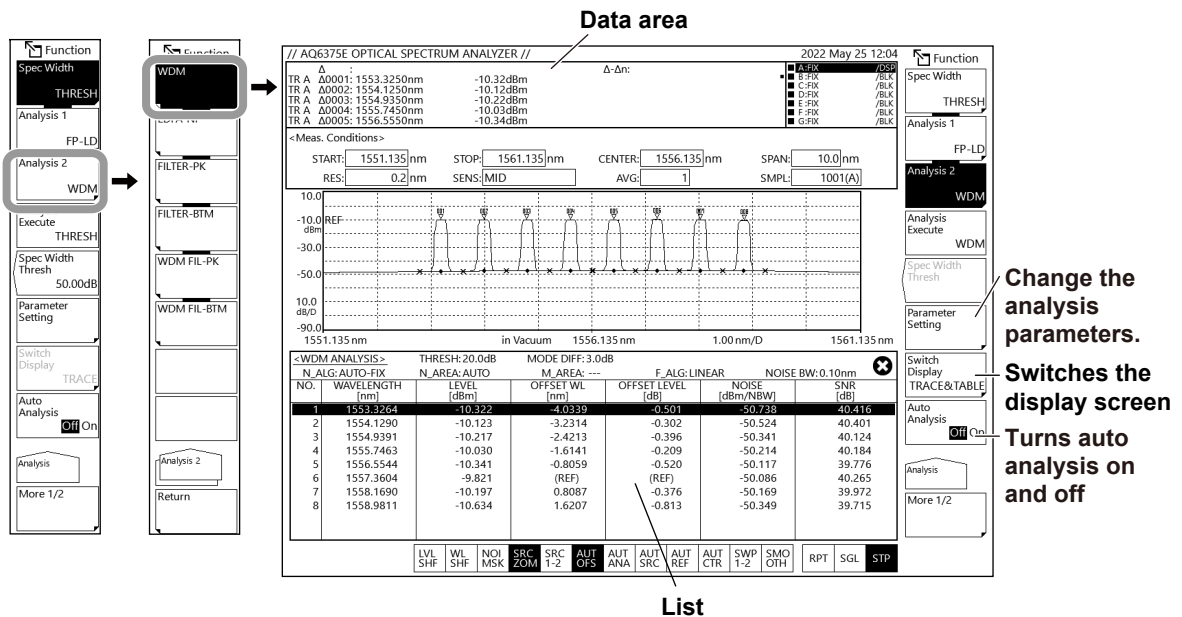 Data area
Function
Spec Width
THRESH
Analysis 1
FP-LD
Analysis 2
WDM
Execute
THRESH
Spec Width
Thresh
50.00dB
Parameter
Setting
Switch
Display
TRACE
Auto
Analysis
Off On
Analysis
More 1/2
Function
WDM
EDFA-NF
FILTER-PK
FILTER-BTM
WDM FIL-PK
WDM FIL-BTM
Analysis 2
Return
// AQ6375E OPTICAL SPECTRUM ANALYZER // 2022 May 25 12:04
Δ : Δ-Δn:
TR A Δ0001: 1553.3250nm -10.32dBm
TR A Δ0002: 1554.1250nm -10.12dBm
TR A Δ0003: 1554.9350nm -10.22dBm
TR A Δ0004: 1555.7450nm -10.03dBm
TR A Δ0005: 1556.5550nm -10.34dBm
A:FIX /DSP
B:FIX /BLK
C:FIX /BLK
D:FIX /BLK
E:FIX /BLK
F:FIX /BLK
G:FIX /BLK
<Meas. Conditions>
START: 1551.135 nm STOP: 1561.135 nm CENTER: 1556.135 nm SPAN: 10.0 nm
RES: 0.2 nm SENS: MID AVG: 1 SMPL: 1001(A)
10.0
001 002 003 004 005 006 007 008
-10.0 REF
dBm
-30.0
-50.0
10.0
dB/D
-90.0
1551.135 nm in Vacuum 1556.135 nm 1.00 nm/D 1561.135 nm
<WDM ANALYSIS> THRESH: 20.0dB MODE DIFF: 3.0dB
N_ALG: AUTO-FIX N_AREA: AUTO M_AREA: --- F_ALG: LINEAR NOISE BW: 0.10nm
NO. WAVELENGTH LEVEL OFFSET WL OFFSET LEVEL NOISE SNR
[nm] [dBm] [nm] [dB] [dBm/NBW] [dB]
1 1553.3264 -10.322 -4.0339 -0.501 -50.738 40.416
2 1554.1290 -10.123 -3.2314 -0.302 -50.524 40.401
3 1554.9391 -10.217 -2.4213 -0.396 -50.341 40.124
4 1555.7463 -10.030 -1.6141 -0.209 -50.214 40.184
5 1556.5544 -10.341 -0.8059 -0.520 -50.117 39.776
6 1557.3604 -9.821 (REF) (REF) -50.086 40.265
7 1558.1690 -10.197 0.8087 -0.376 -50.169 39.972
8 1558.9811 -10.634 1.6207 -0.813 -50.349 39.715
LVL WL NOI SRC SRC AUT AUT AUT AUT AUT SWP SMO RPT SGL STP
SHF SHF MSK ZOM 1-2 OFS ANA SRC REF CTR 1-2 OTH
Function
Spec Width
THRESH
Analysis 1
FP-LD
Analysis 2
WDM
Analysis
Execute
WDM
Spec Width
Thresh
Parameter
Setting
Switch
Display
TRACE&TABLE
Auto
Analysis
Off On
Analysis
More 1/2
Change the
analysis
parameters.
Switches the
display screen
Turns auto
analysis on
and off
List